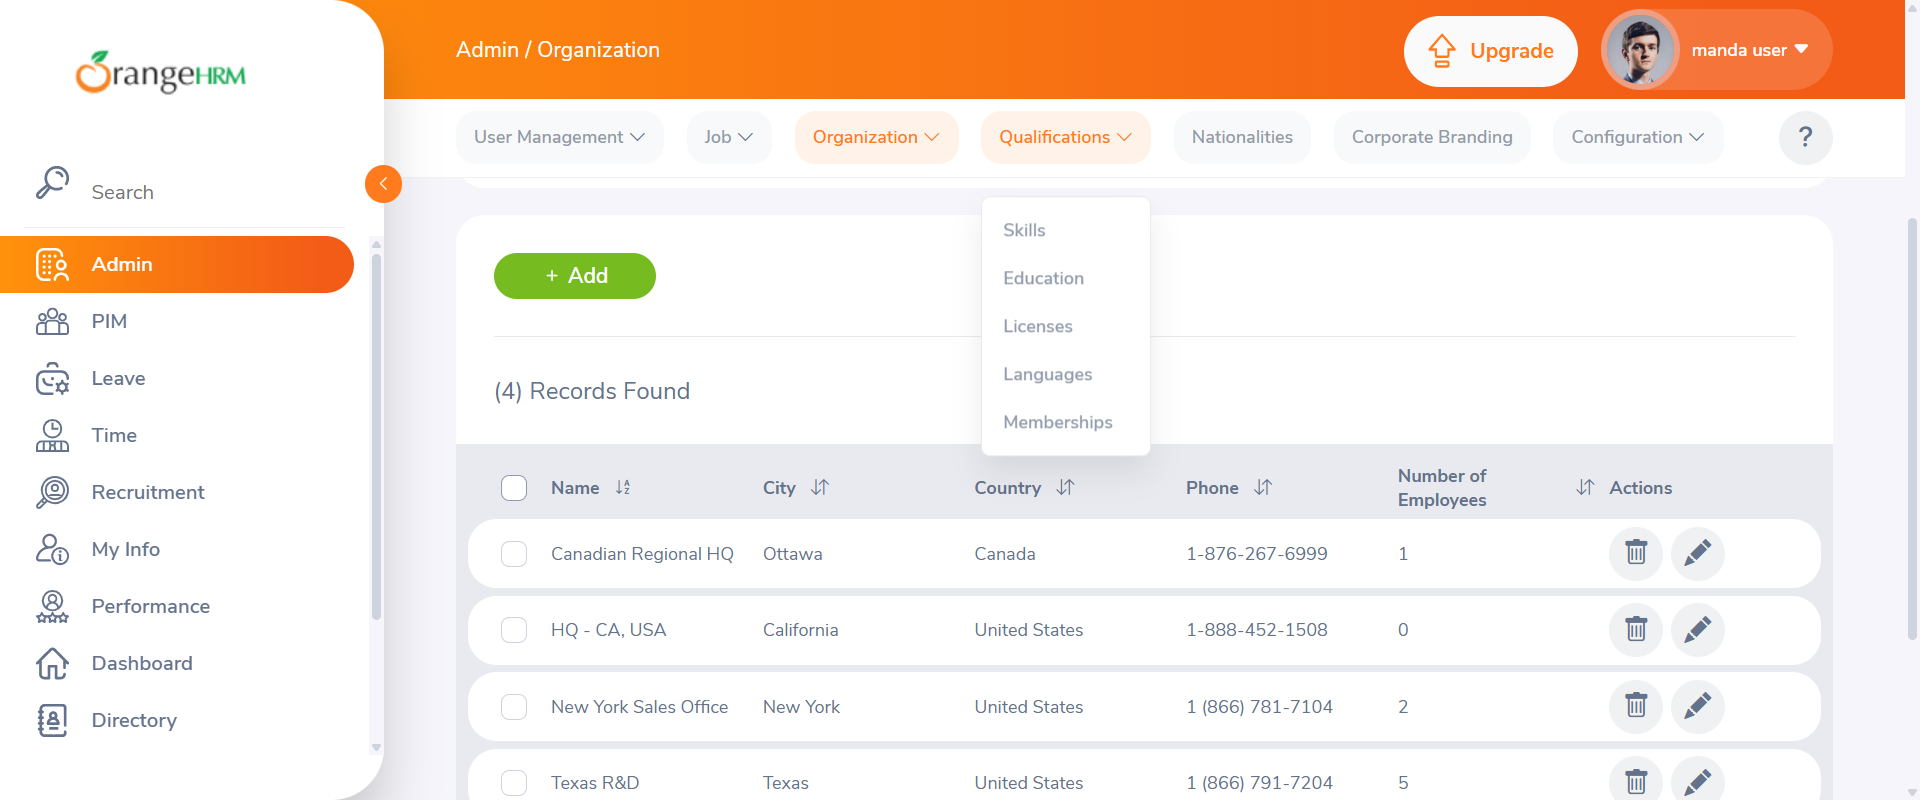 OrangeHRM
Admin / Organization
Upgrade
manda user
User Management
Job
Organization
Qualifications
Nationalities
Corporate Branding
Configuration
?
Search
Admin
PIM
Leave
Time
Recruitment
My Info
Performance
Dashboard
Directory
Skills
Education
Licenses
Languages
Memberships
+ Add
(4) Records Found
Name City Country Phone Number of Employees Actions
Canadian Regional HQ Ottawa Canada 1-876-267-6999 1
HQ - CA, USA California United States 1-888-452-1508 0
New York Sales Office New York United States 1 (866) 781-7104 2
Texas R&D Texas United States 1 (866) 791-7204 5